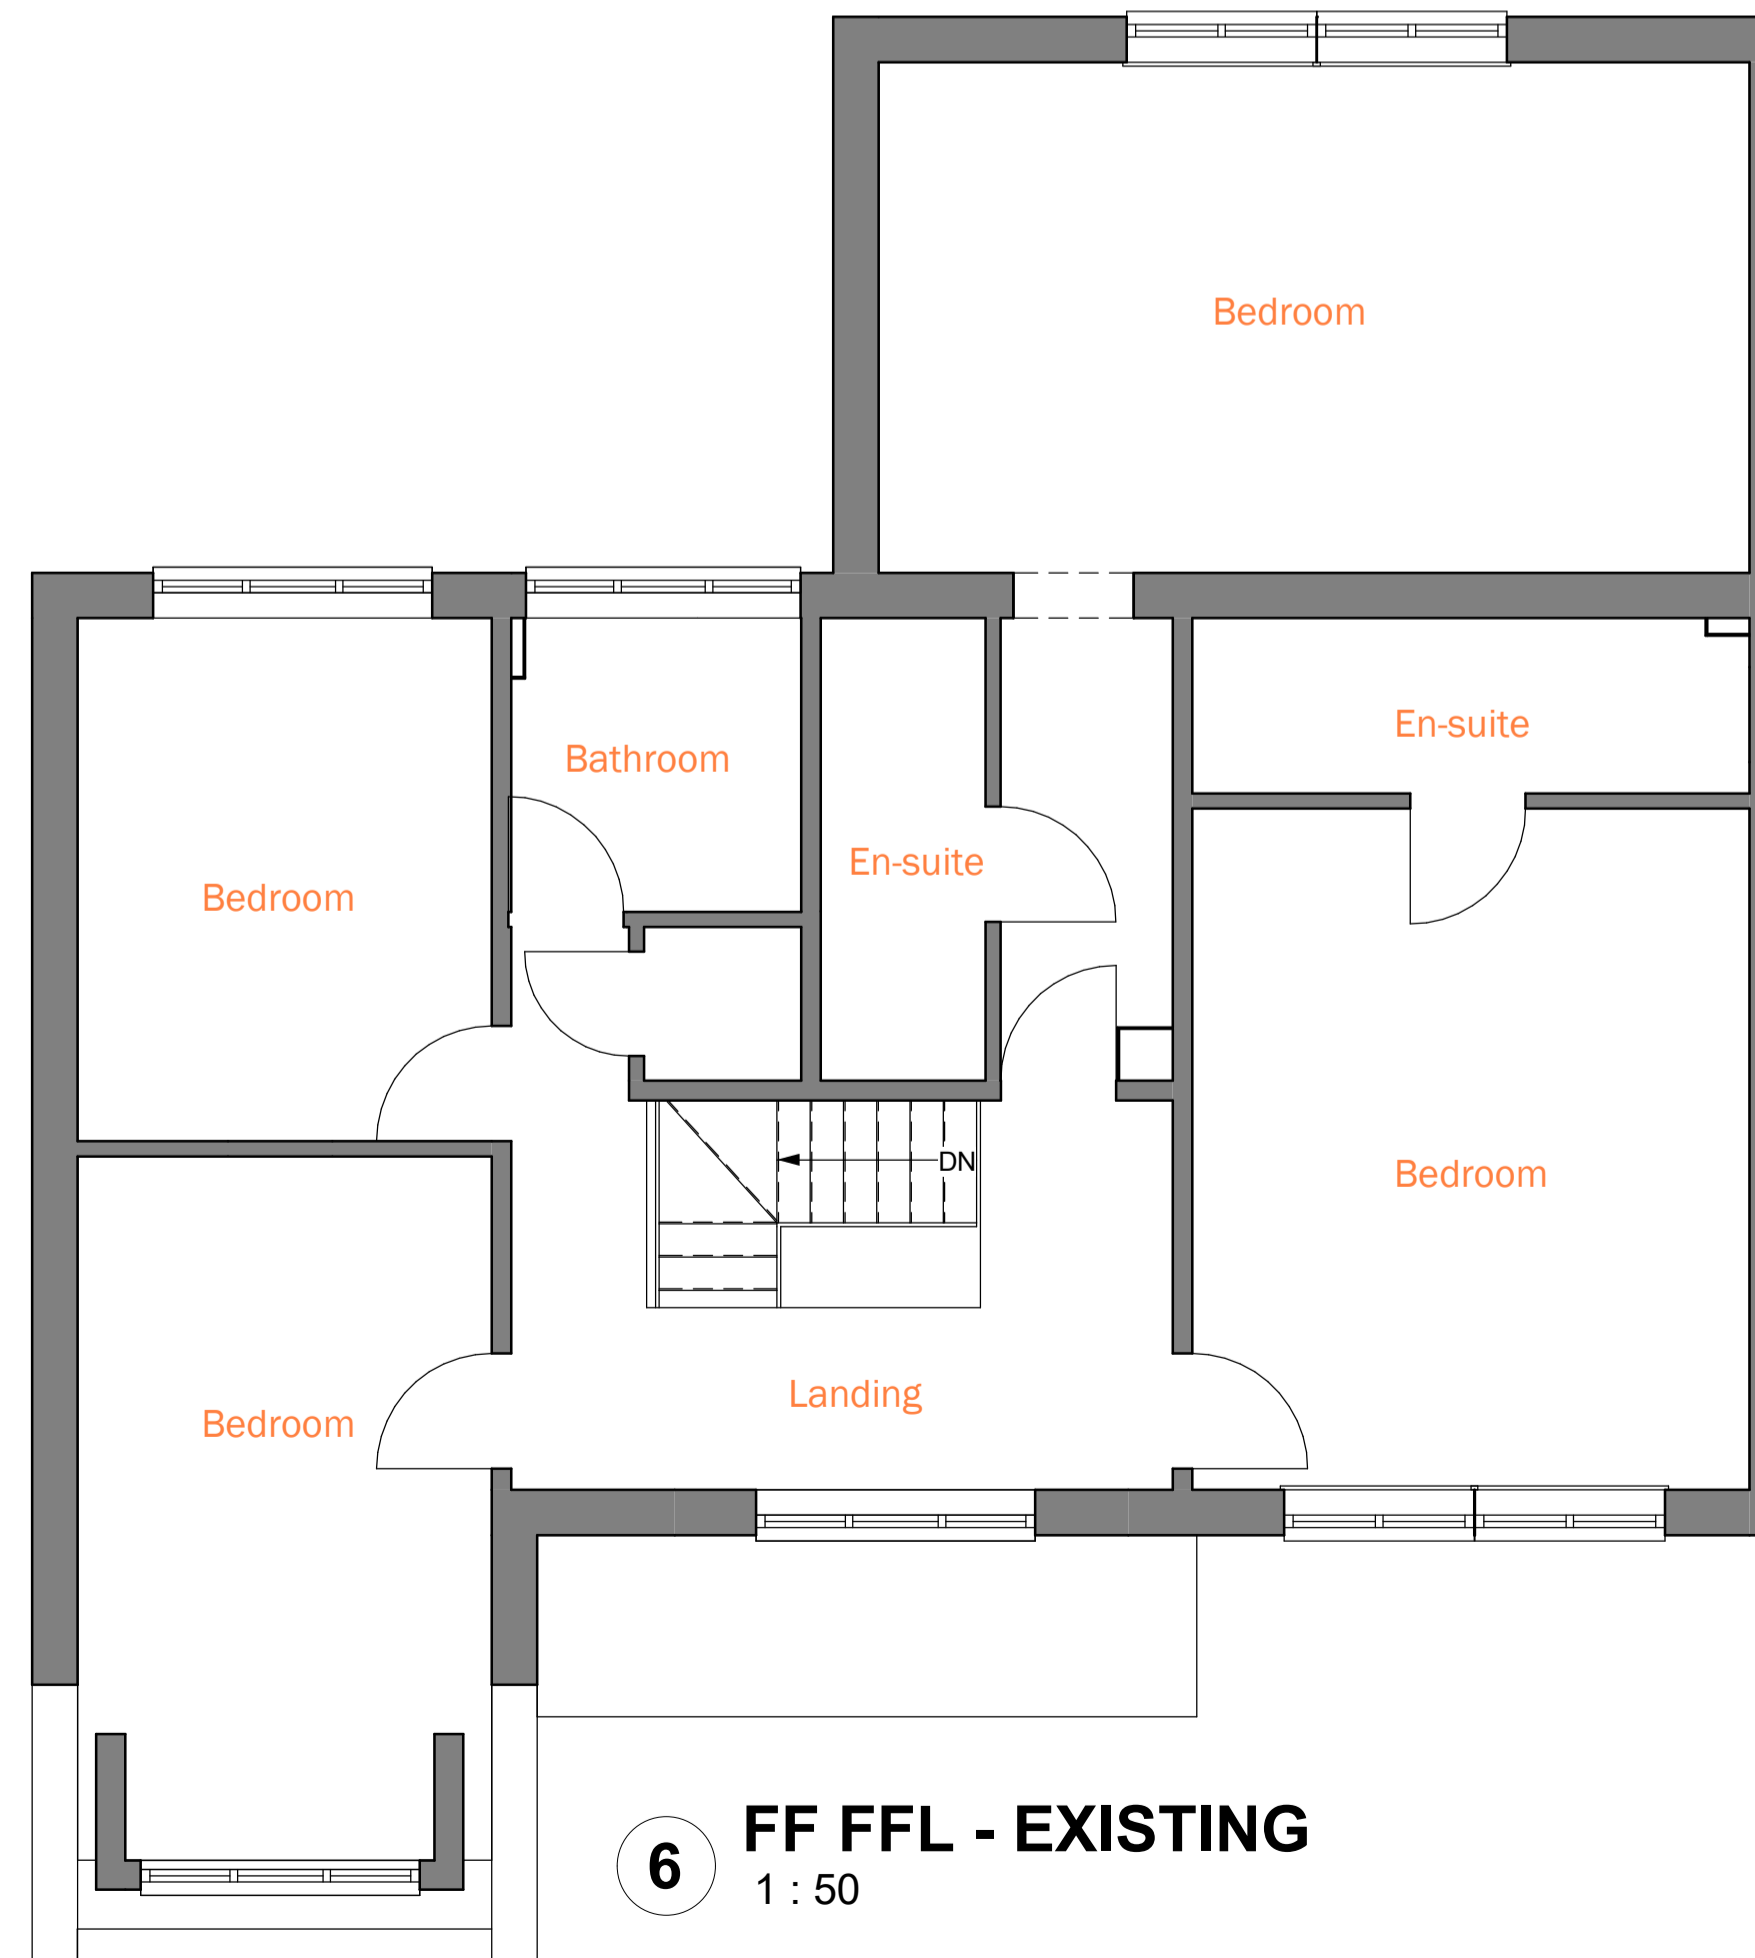 Bedroom
En-suite
Bathroom
En-suite
Bedroom
DN
Bedroom
Landing
Bedroom
6
FF FFL - EXISTING
1 : 50